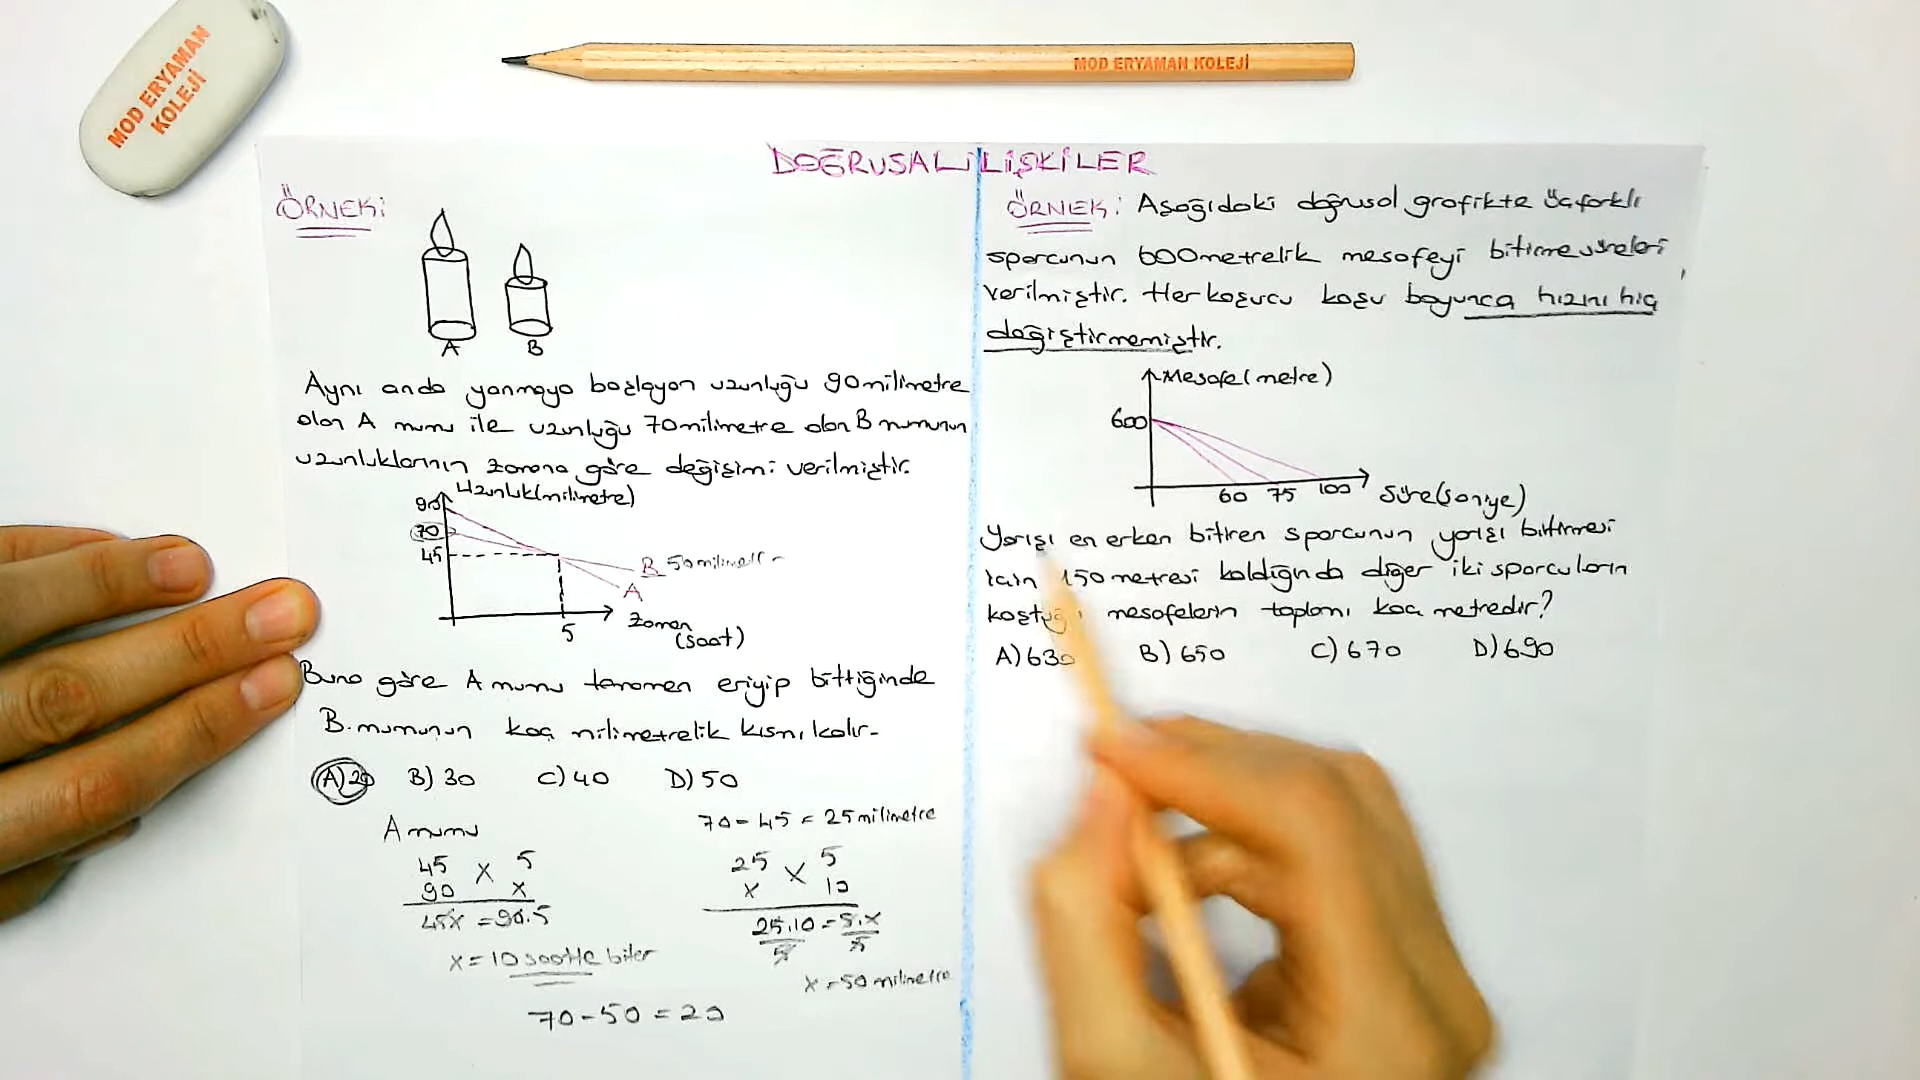 MOD ERYAMAN
KOLEJİ
MOD ERYAMAN KOLEJİ
DOĞRUSAL İLİŞKİLER
ÖRNEK:
A
B
Aynı anda yanmaya başlayan uzunluğu 90 milimetre
olan A mumu ile uzunluğu 70 milimetre olan B mumunun
uzunluklarının zamana göre değişimi verilmiştir.
Uzunluk(milimetre)
90
70
45
B 50 milimetre
A
5
Zaman
(saat)
Buna göre A mumu tamamen eriyip bittiğinde
B mumunun kaç milimetrelik kısmı kalır.
A) 20 B) 30 C) 40 D) 50
A mumu
45 x 5
90 x
45x = 90.5
x = 10 saatte biter
70 - 45 = 25 milimetre
25 x 5
x 10
25.10 = 5.x
5 5
x = 50 milimetre
70 - 50 = 20
ÖRNEK: Aşağıdaki doğrusal grafikte üç farklı
sporcunun 600 metrelik mesafeyi bitirme süreleri
verilmiştir. Her koşucu koşu boyunca hızını hiç
değiştirmemiştir.
Mesafe(metre)
600
60 75 100 Süre(saniye)
Yarışı en erken bitiren sporcunun yarışı bitirmesi
için 150 metresi kaldığında diğer iki sporcuların
mesafelerin toplamı kaç metredir?
A) 630 B) 650 C) 670 D) 690